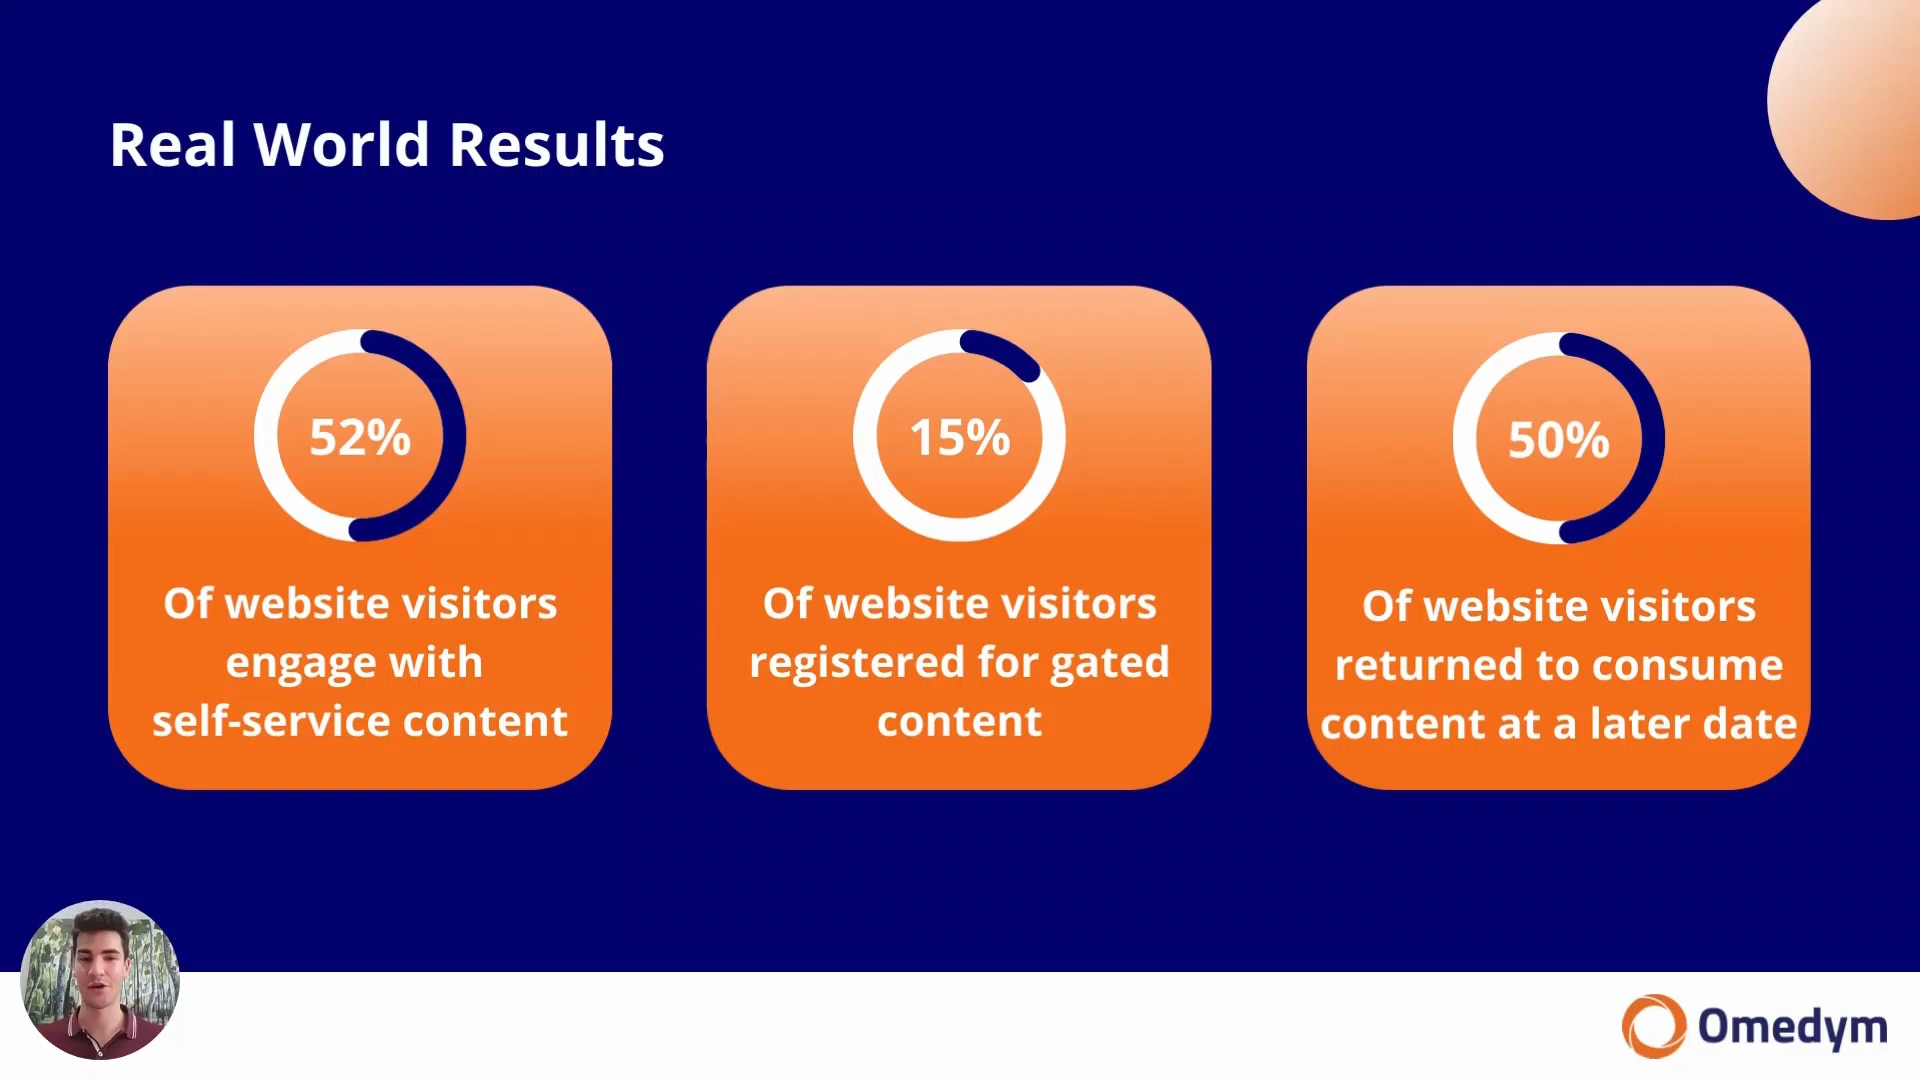 Real World Results
52%
Of website visitors
engage with
self-service content
15%
Of website visitors
registered for gated
content
50%
Of website visitors
returned to consume
content at a later date
Omedym